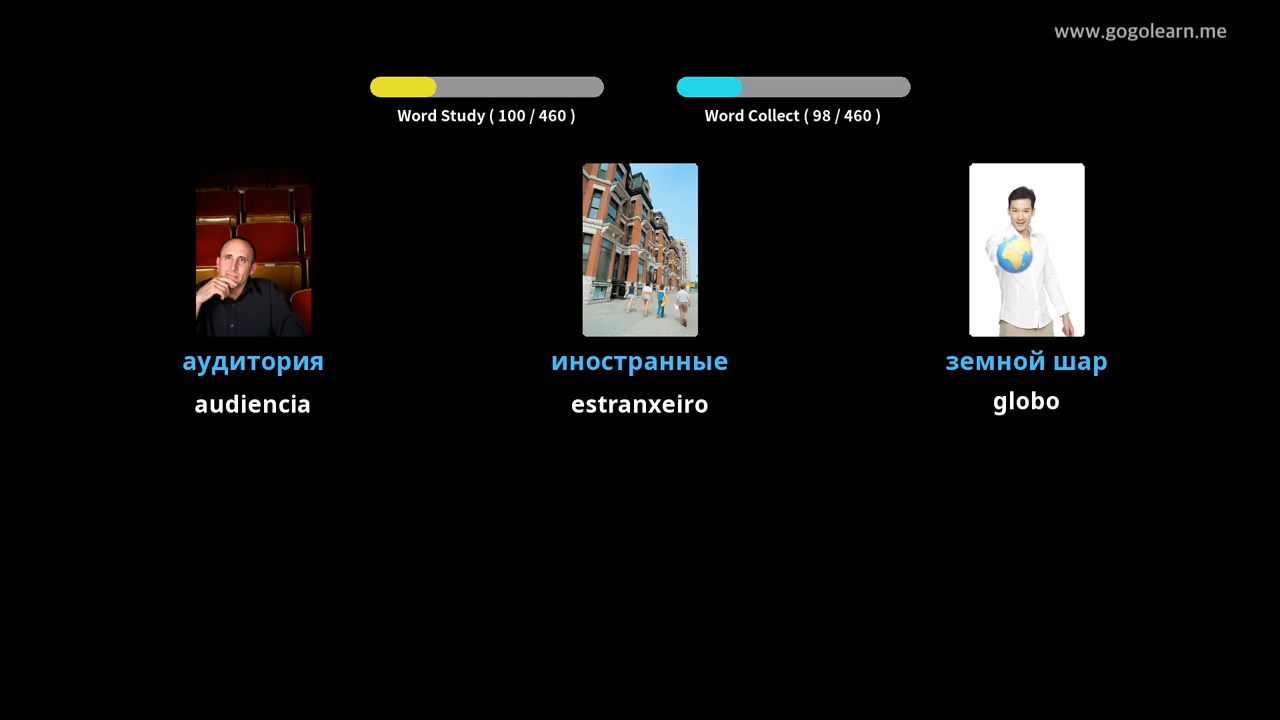 www.gogolearn.me
Word Study ( 100 / 460 )
Word Collect ( 98 / 460 )
аудитория
иностранные
земной шар
audiencia
estranxeiro
globo